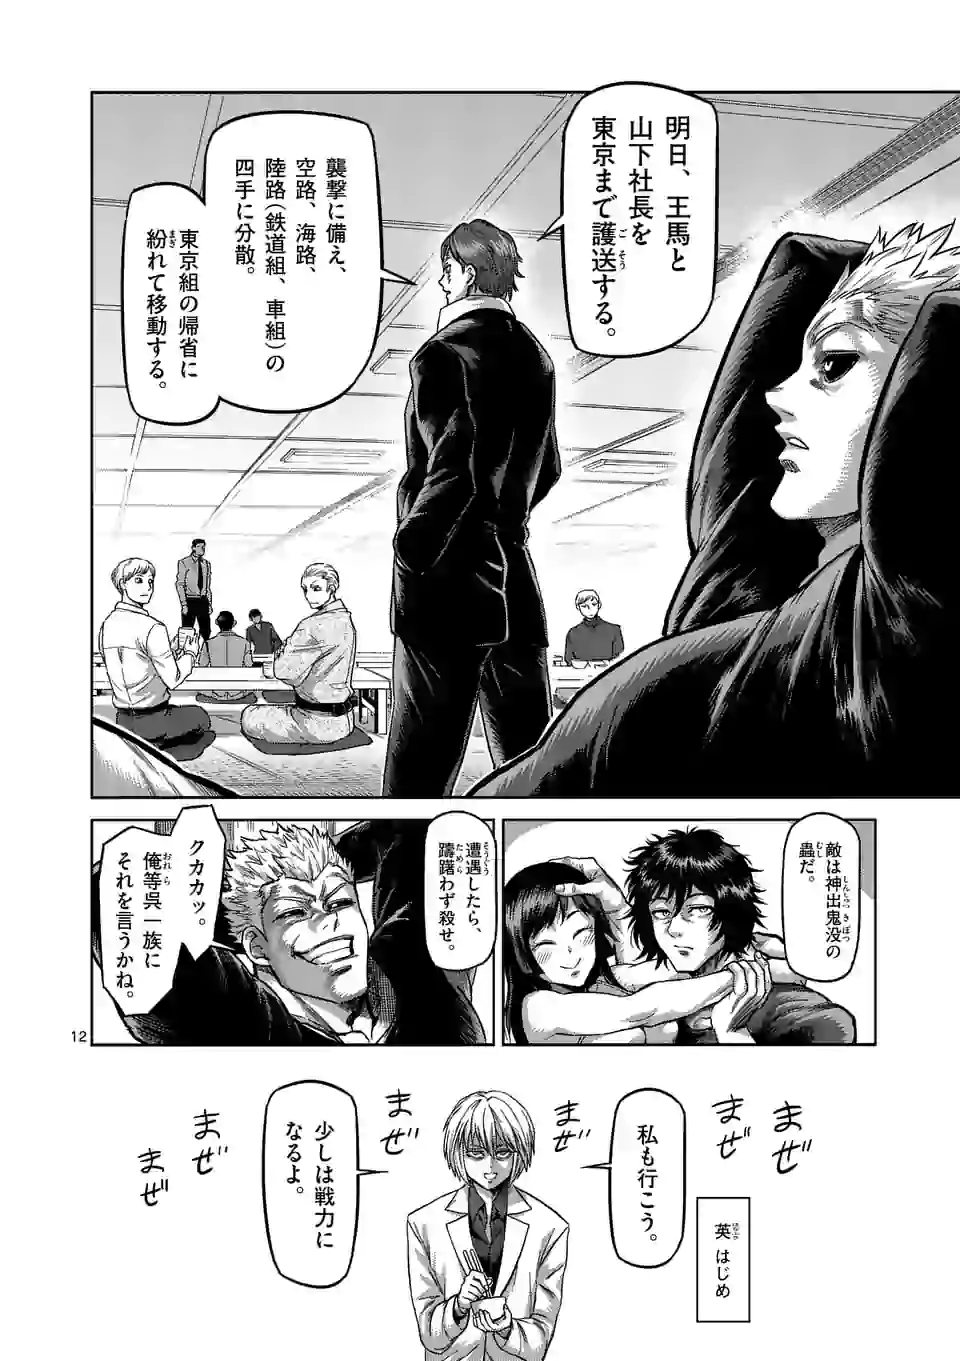 明日、王馬と
山下社長を
東京まで護送する。
襲撃に備え、
空路、海路、
陸路(鉄道組、車組)の
四手に分散。
東京組の帰省に
紛れて移動する。
敵は神出鬼没の
蟲だ。
遭遇したら、
躊躇わず殺せ。
クカカッ。
俺等呉一族に
それを言うかね。
12
私も行こう。
少しは戦力に
なるよ。
英 はじめ
まぜ
まぜ
まぜ
まぜ
まぜ
まぜ